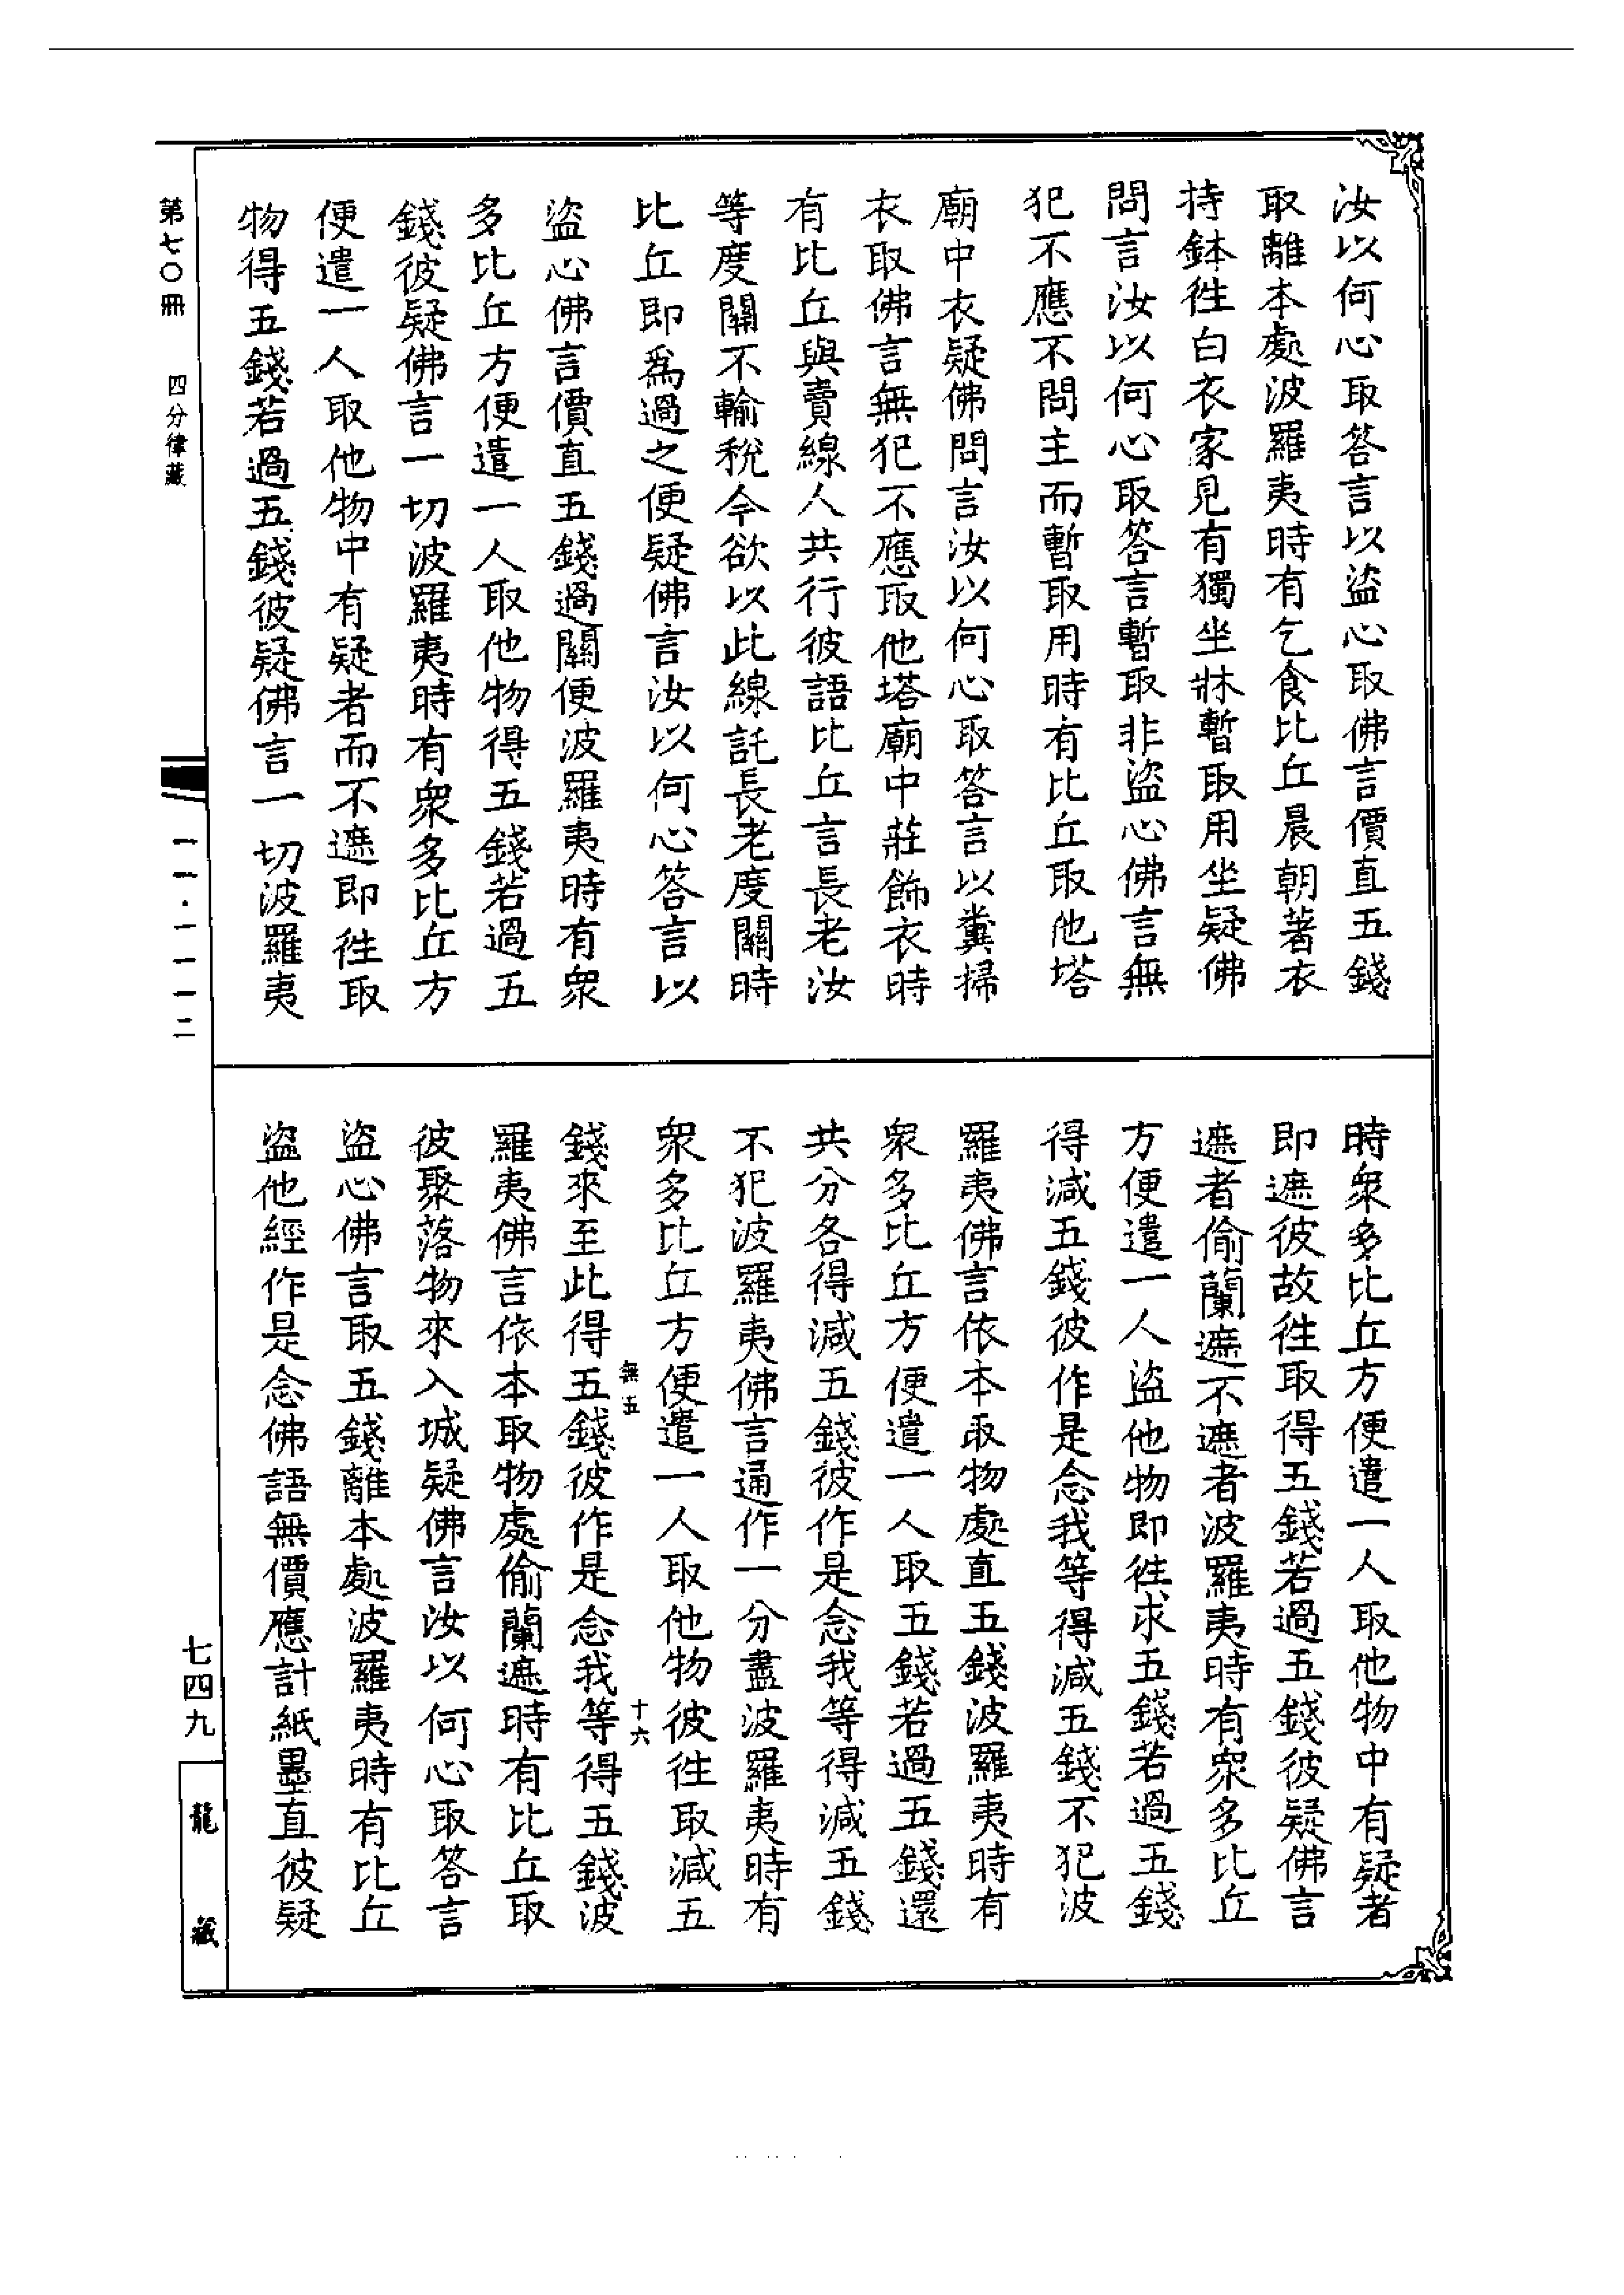 汝以何心取答言以盜心取佛言價直五錢
取離本處波羅夷時有乞食比丘晨朝著衣
持鉢徃白衣家見有獨坐牀暫取用坐疑佛
問言汝以何心取答言暫取非盜心佛言無
犯不應不問主而暫取用時有比丘取他塔
廟中衣疑佛問言汝以何心取答言以糞掃
衣取佛言無犯不應取他塔廟中莊飾衣時
有比丘與賣線人共行彼語比丘言長老汝
等度關不輸稅今欲以此線託長老度關時
比丘即爲過之便疑佛言汝以何心答言以
盜心佛言價直五錢過關便波羅夷時有眾
多比丘方便遣一人取他物得五錢若過五
錢彼疑佛言一切波羅夷時有眾多比丘方
便遣一人取他物中有疑者而不遮即徃取
物得五錢若過五錢彼疑佛言一切波羅夷
時眾多比丘方便遣一人取他物中有疑者
即遮彼故徃取得五錢若過五錢彼疑佛言
遮者偷蘭遮不遮者波羅夷時有眾多比丘
方便遣一人盜他物即徃求五錢若過五錢
得減五錢彼作是念我等得減五錢不犯波
羅夷佛言依本取物處直五錢波羅夷時有
眾多比丘方便遣一人取五錢若過五錢還
共分各得減五錢彼作是念我等得減五錢
不犯波羅夷佛言通作一分盡波羅夷時有
眾多比丘方便遣一人取他物彼往取減五
無五
十六
錢來至此得五錢彼作是念我等得五錢波
羅夷佛言依本取物處偷蘭遮時有比丘取
彼聚落物來入城疑佛言汝以何心取答言
盜心佛言取五錢離本處波羅夷時有比丘
盜他經作是念佛語無價應計紙墨直彼疑
第七〇冊
四分律藏
一一·一一一二
七四九
龍藏